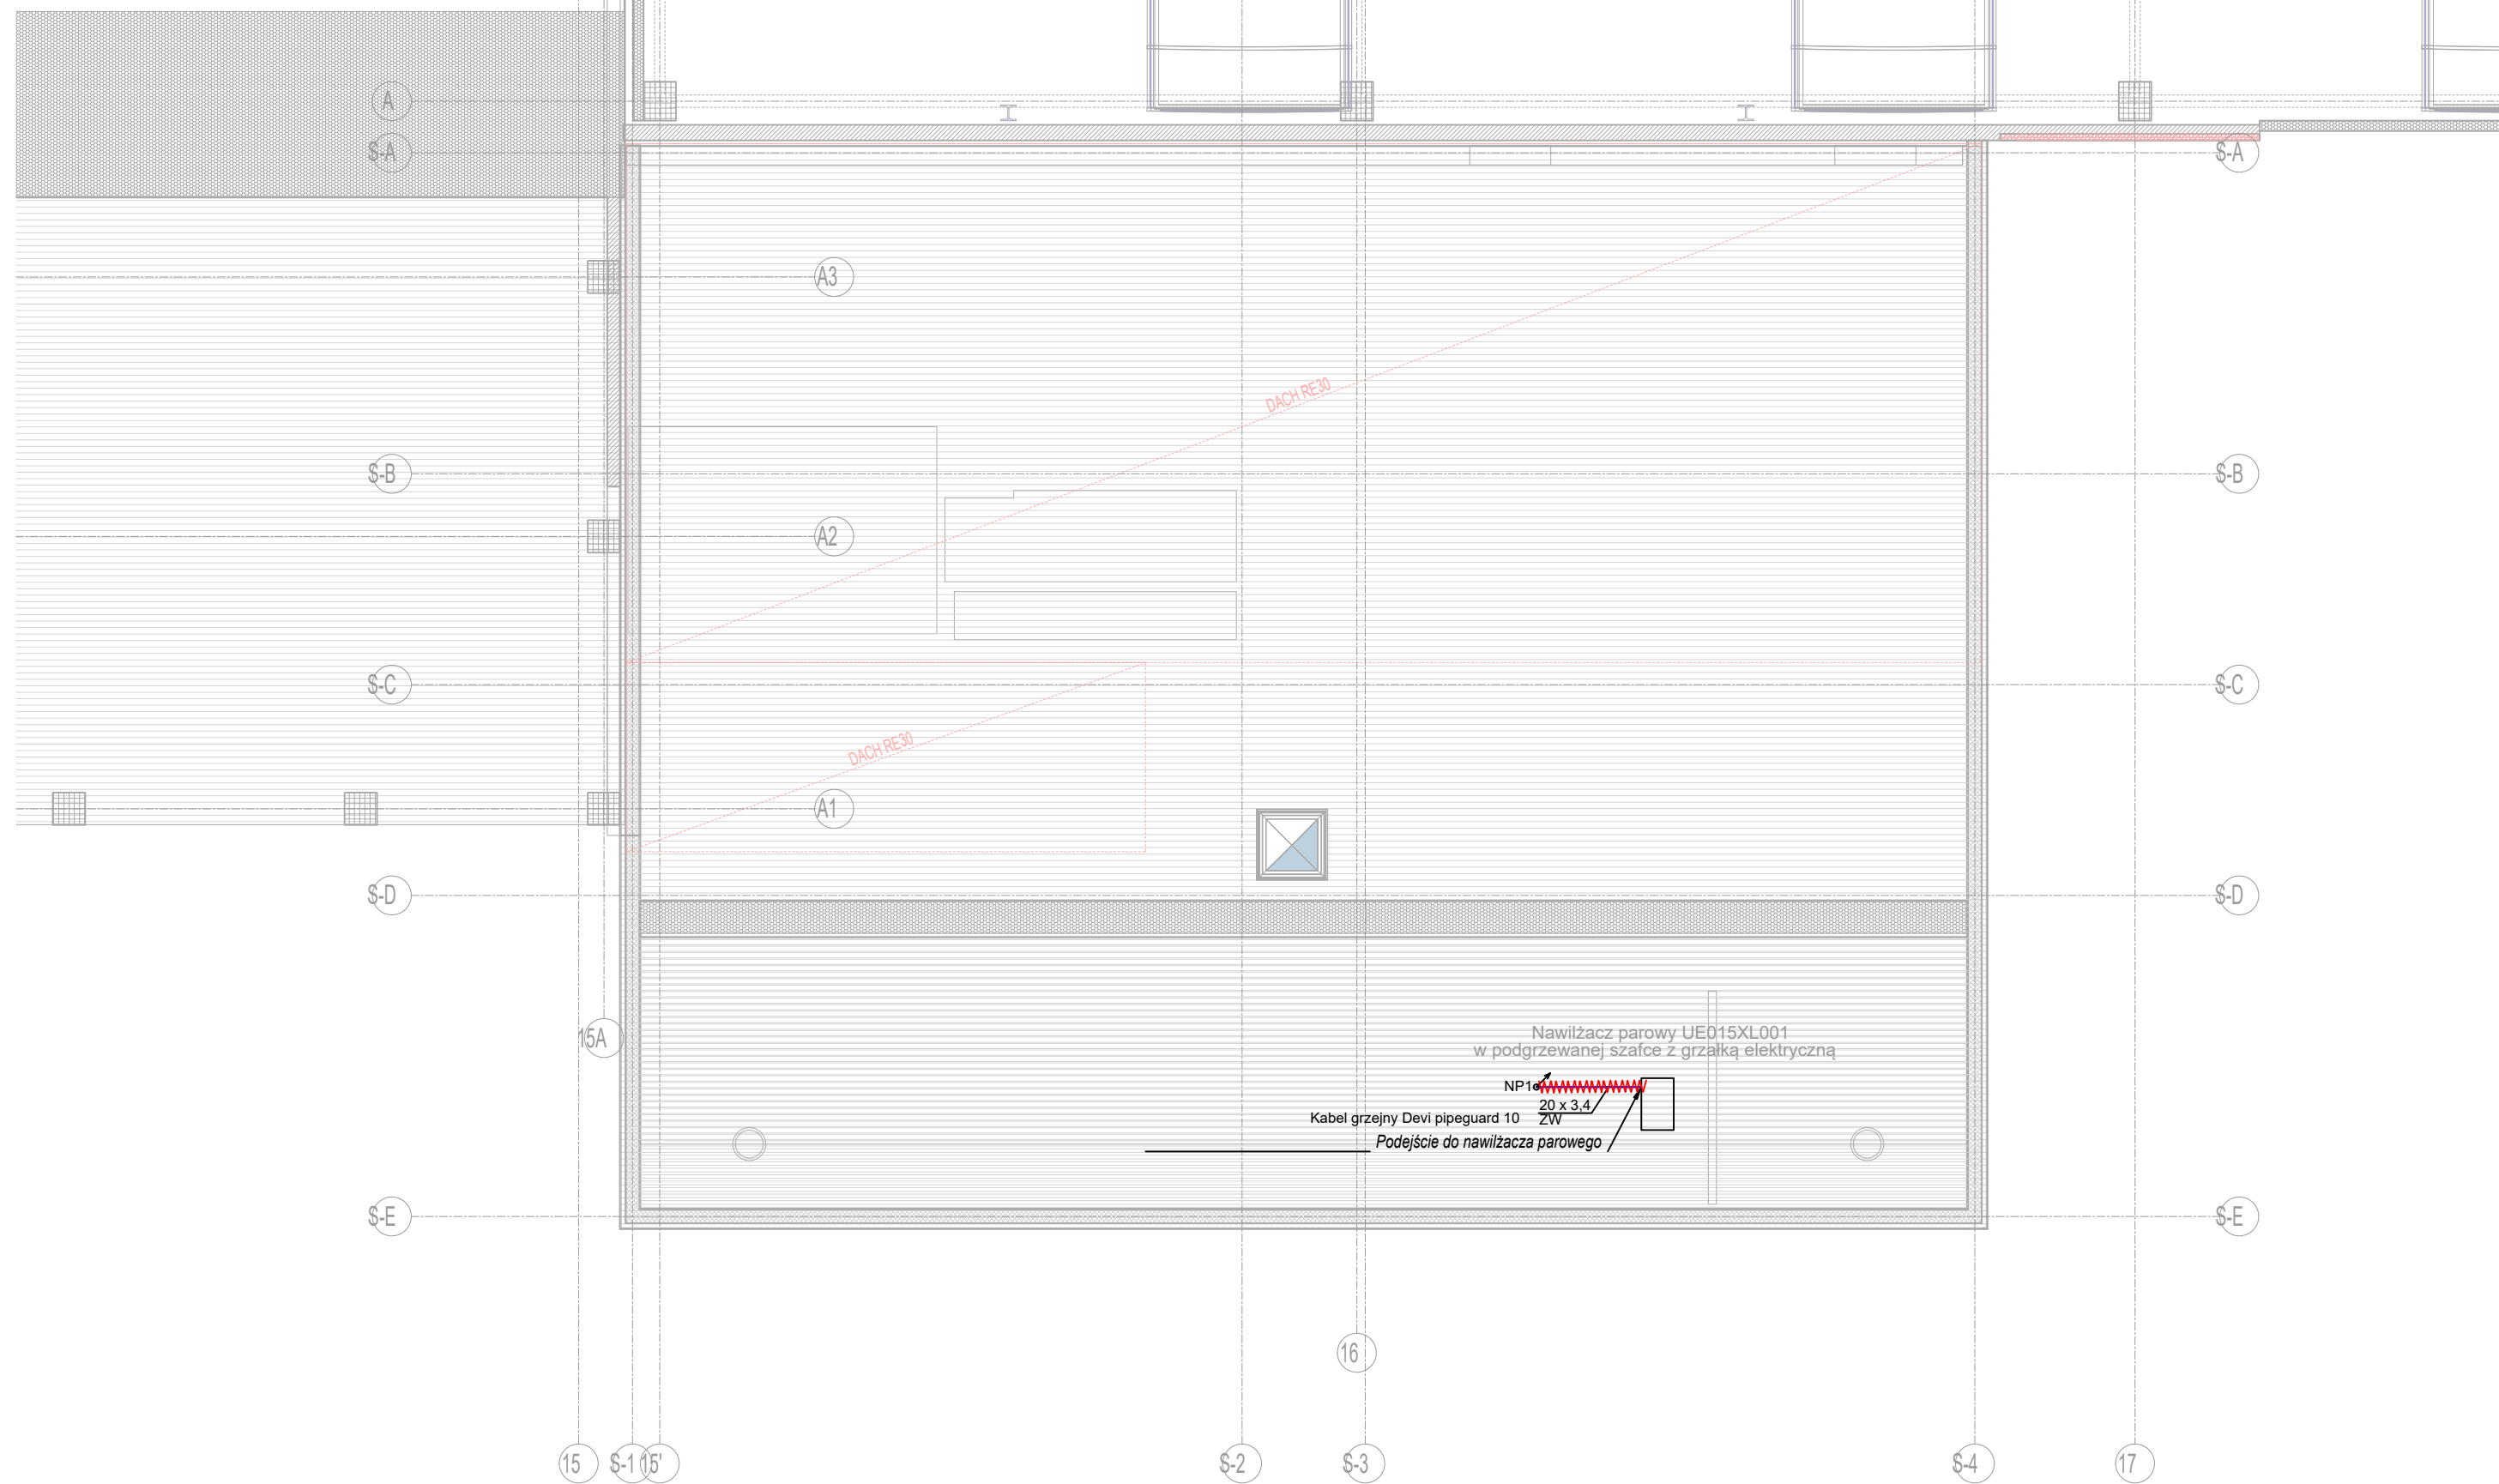 A
S-A
S-A
A3
DACH RE30
S-B
S-B
A2
S-C
S-C
DACH RE30
A1
S-D
S-D
15A
Nawilżacz parowy UE015XL001
w podgrzewanej szafce z grzałką elektryczną
NP1
20 x 3,4
Kabel grzejny Devi pipeguard 10
ZW
Podejście do nawilżacza parowego
S-E
S-E
16
15
S-1
15'
S-2
S-3
S-4
17